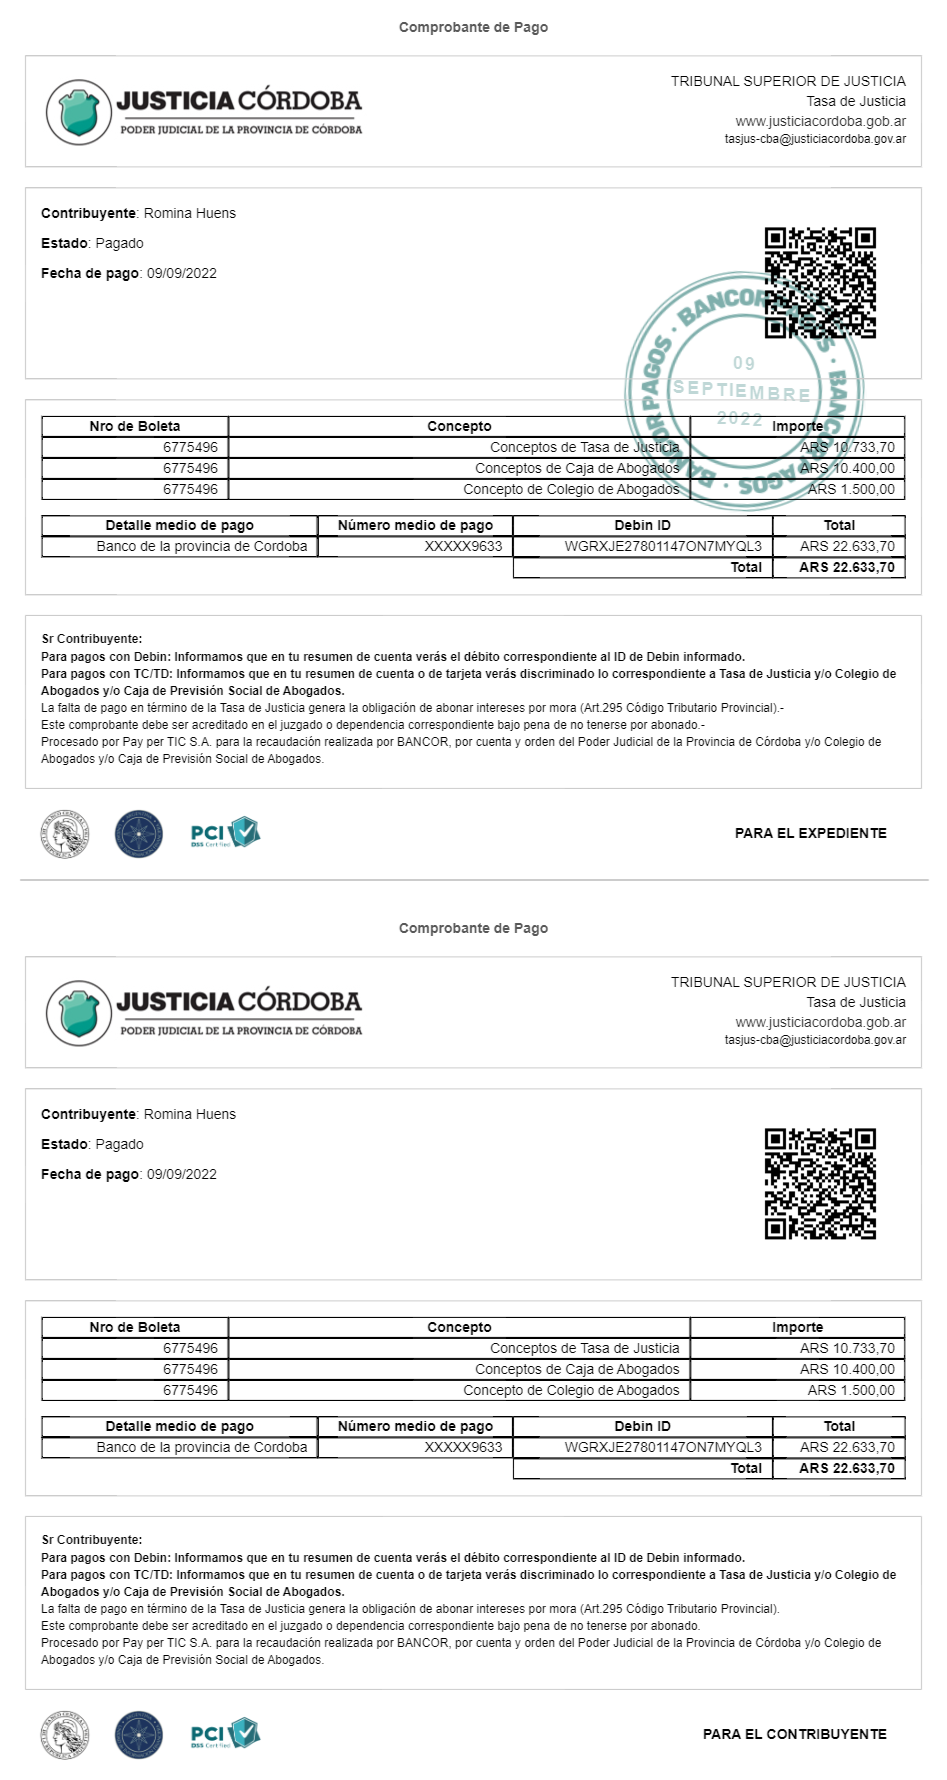 Comprobante de Pago
JUSTICIA CÓRDOBA
PODER JUDICIAL DE LA PROVINCIA DE CÓRDOBA
TRIBUNAL SUPERIOR DE JUSTICIA
Tasa de Justicia
www.justiciacordoba.gob.ar
tasjus-cba@justiciacordoba.gov.ar
Contribuyente: Romina Huens
Estado: Pagado
Fecha de pago: 09/09/2022
BANCOR PAGOS · BANCOR PAGOS · BANCOR PAGOS ·
09
SEPTIEMBRE
2022
Nro de Boleta Concepto Importe
6775496 Conceptos de Tasa de Justicia ARS 10.733,70
6775496 Conceptos de Caja de Abogados ARS 10.400,00
6775496 Concepto de Colegio de Abogados ARS 1.500,00
Detalle medio de pago Número medio de pago Debin ID Total
Banco de la provincia de Cordoba XXXXX9633 WGRXJE27801147ON7MYQL3 ARS 22.633,70
Total ARS 22.633,70
Sr Contribuyente:
Para pagos con Debin: Informamos que en tu resumen de cuenta verás el débito correspondiente al ID de Debin informado.
Para pagos con TC/TD: Informamos que en tu resumen de cuenta o de tarjeta verás discriminado lo correspondiente a Tasa de Justicia y/o Colegio de
Abogados y/o Caja de Previsión Social de Abogados.
La falta de pago en término de la Tasa de Justicia genera la obligación de abonar intereses por mora (Art.295 Código Tributario Provincial).-
Este comprobante debe ser acreditado en el juzgado o dependencia correspondiente bajo pena de no tenerse por abonado.-
Procesado por Pay per TIC S.A. para la recaudación realizada por BANCOR, por cuenta y orden del Poder Judicial de la Provincia de Córdoba y/o Colegio de
Abogados y/o Caja de Previsión Social de Abogados.
PCI
DSS Certified
PARA EL EXPEDIENTE
Comprobante de Pago
JUSTICIA CÓRDOBA
PODER JUDICIAL DE LA PROVINCIA DE CÓRDOBA
TRIBUNAL SUPERIOR DE JUSTICIA
Tasa de Justicia
www.justiciacordoba.gob.ar
tasjus-cba@justiciacordoba.gov.ar
Contribuyente: Romina Huens
Estado: Pagado
Fecha de pago: 09/09/2022
Nro de Boleta Concepto Importe
6775496 Conceptos de Tasa de Justicia ARS 10.733,70
6775496 Conceptos de Caja de Abogados ARS 10.400,00
6775496 Concepto de Colegio de Abogados ARS 1.500,00
Detalle medio de pago Número medio de pago Debin ID Total
Banco de la provincia de Cordoba XXXXX9633 WGRXJE27801147ON7MYQL3 ARS 22.633,70
Total ARS 22.633,70
Sr Contribuyente:
Para pagos con Debin: Informamos que en tu resumen de cuenta verás el débito correspondiente al ID de Debin informado.
Para pagos con TC/TD: Informamos que en tu resumen de cuenta o de tarjeta verás discriminado lo correspondiente a Tasa de Justicia y/o Colegio de
Abogados y/o Caja de Previsión Social de Abogados.
La falta de pago en término de la Tasa de Justicia genera la obligación de abonar intereses por mora (Art.295 Código Tributario Provincial).
Este comprobante debe ser acreditado en el juzgado o dependencia correspondiente bajo pena de no tenerse por abonado.
Procesado por Pay per TIC S.A. para la recaudación realizada por BANCOR, por cuenta y orden del Poder Judicial de la Provincia de Córdoba y/o Colegio de
Abogados y/o Caja de Previsión Social de Abogados.
PCI
DSS Certified
PARA EL CONTRIBUYENTE